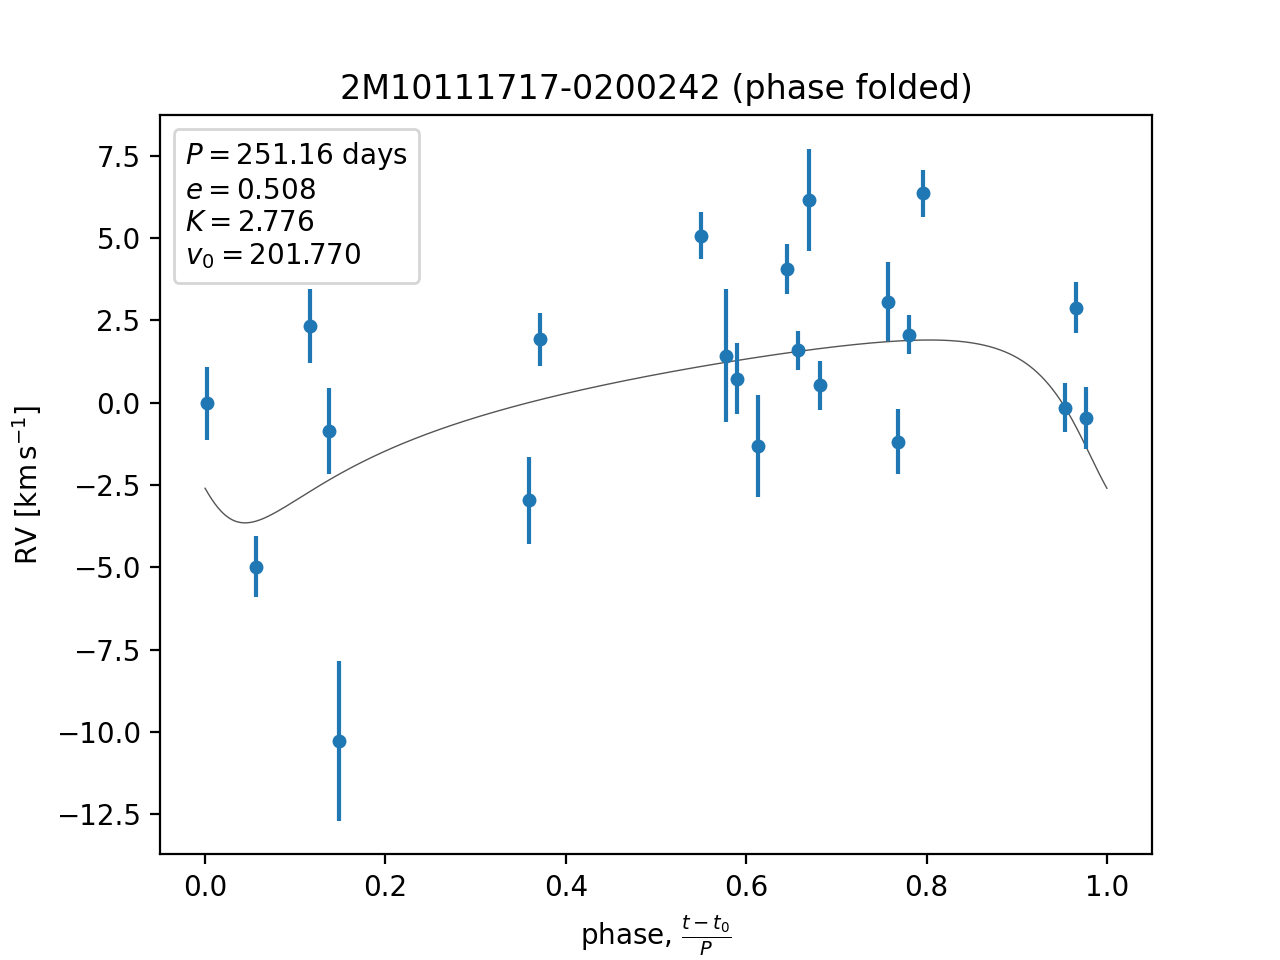 2M10111717-0200242 (phase folded)
P = 251.16 days
e = 0.508
K = 2.776
v₀ = 201.770
7.5
5.0
2.5
0.0
−2.5
−5.0
−7.5
−10.0
−12.5
RV [km s⁻¹]
0.0 0.2 0.4 0.6 0.8 1.0
phase, (t − t₀)/P